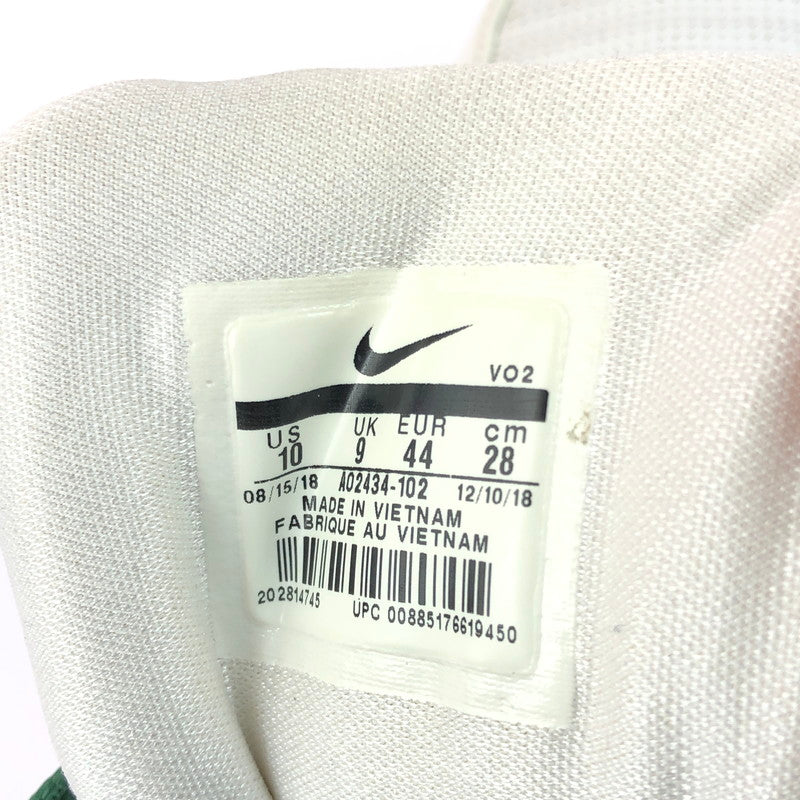 VO2
US UK EUR cm
10 9 44 28
08/15/18 AO2434-102 12/10/18
MADE IN VIETNAM
FABRIQUE AU VIETNAM
202814745 UPC 00885176619450